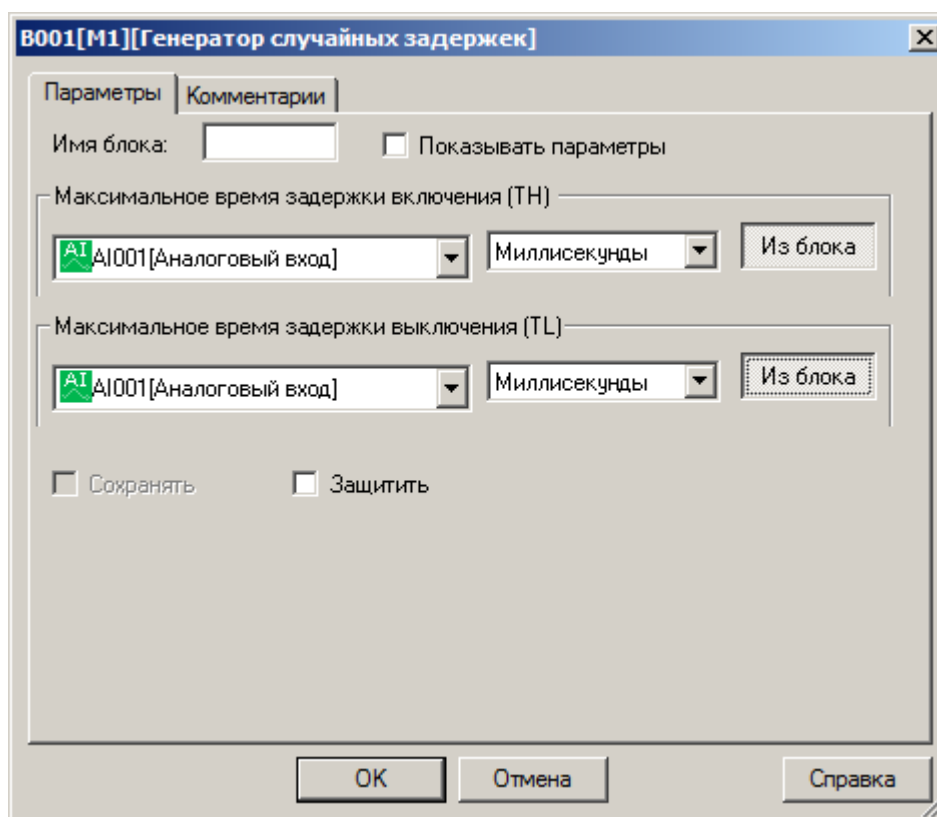 B001[M1][Генератор случайных задержек]
Параметры Комментарии
Имя блока: Показывать параметры
Максимальное время задержки включения (TH)
AI AI001[Аналоговый вход] Миллисекунды Из блока
Максимальное время задержки выключения (TL)
AI AI001[Аналоговый вход] Миллисекунды Из блока
Сохранять Защитить
OK Отмена Справка